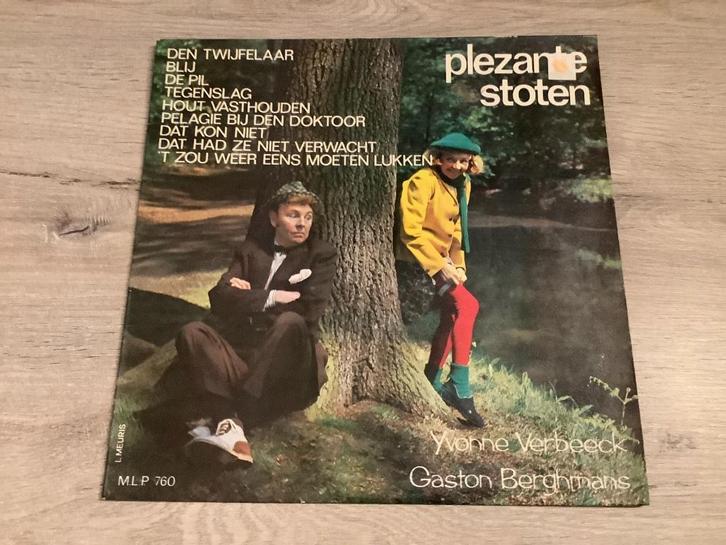 DEN TWIJFELAAR
BLIJ
DE PIL
TEGENSLAG
HOUT VASTHOUDEN
PELAGIE BIJ DEN DOKTOOR
DAT KON NIET
DAT HAD ZE NIET VERWACHT
'T ZOU WEER EENS MOETEN LUKKEN
plezante
stoten
Yvonne Verbeeck
Gaston Berghmans
L. MEURIS
M.L.P 760